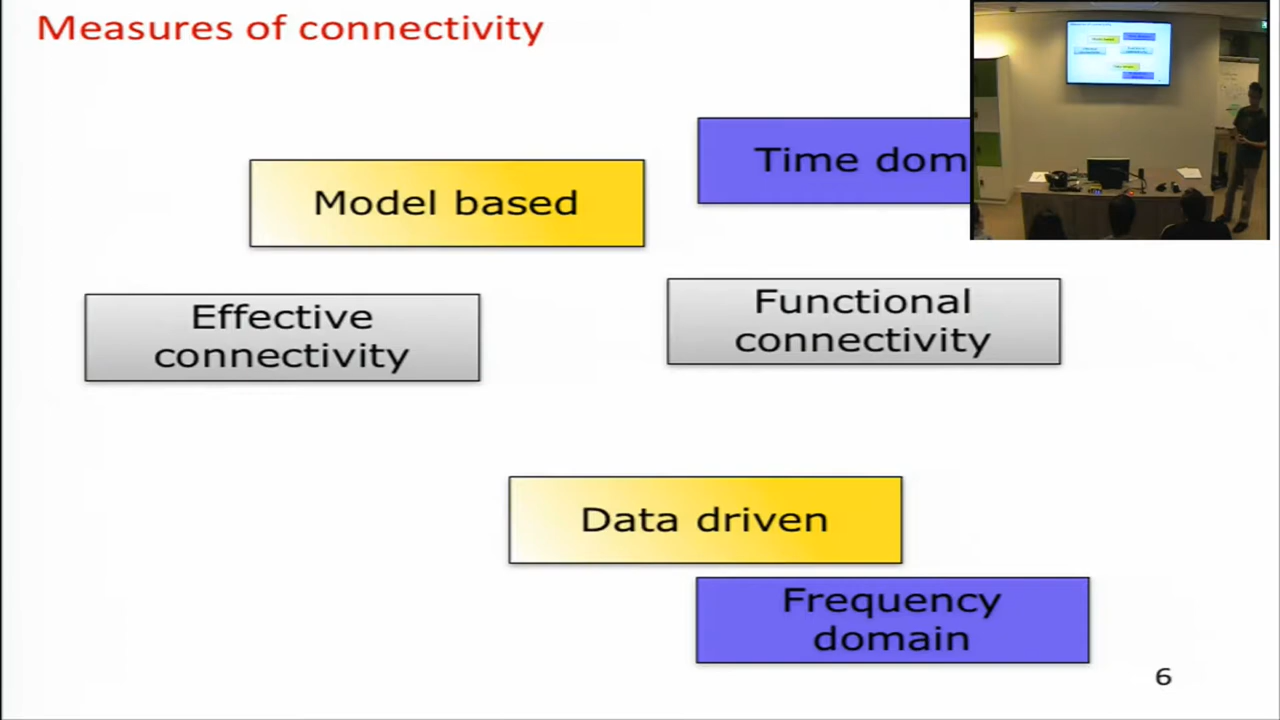 Measures of connectivity
Time dom
Model based
Effective
connectivity
Functional
connectivity
Data driven
Frequency
domain
6